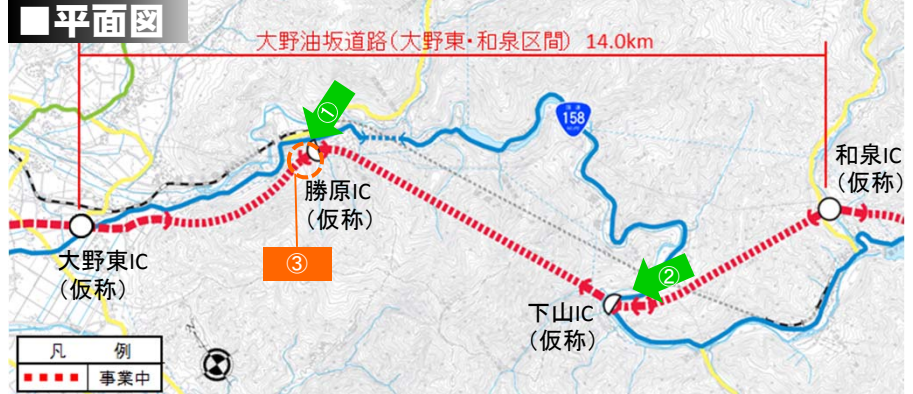 ■平面図
大野油坂道路(大野東・和泉区間) 14.0km
①
158
和泉IC
(仮称)
勝原IC
(仮称)
③
②
大野東IC
(仮称)
下山IC
(仮称)
凡 例
事業中